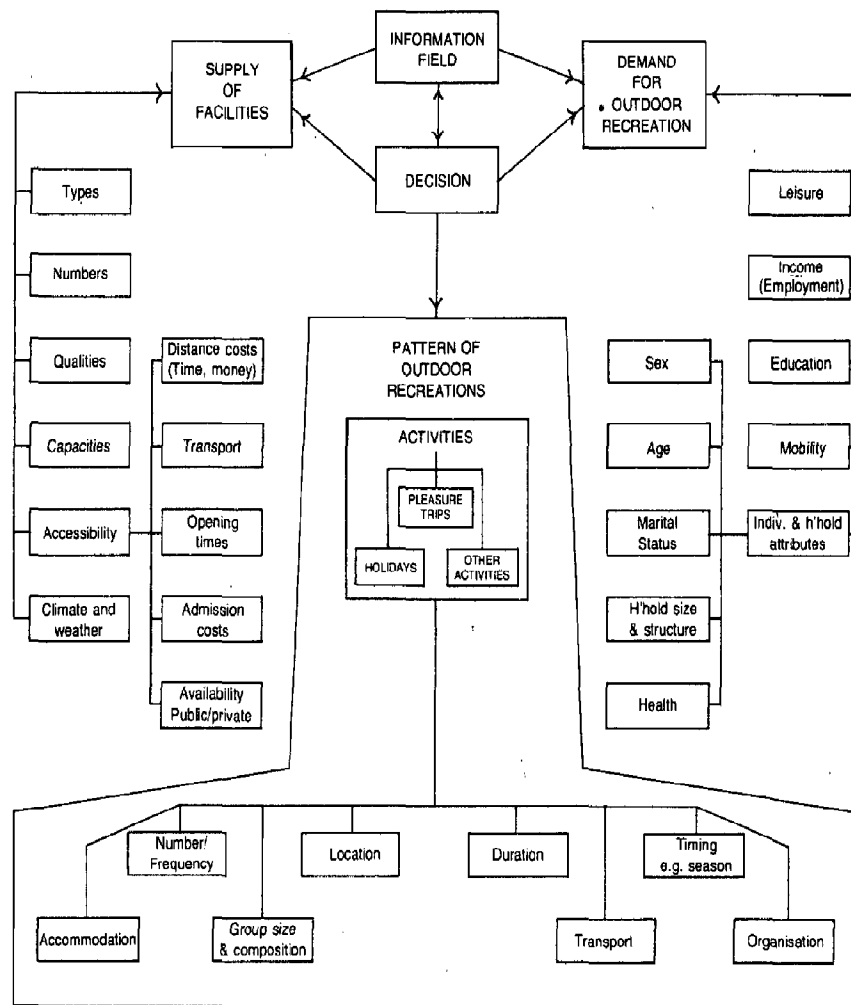 INFORMATION
FIELD
SUPPLY
OF
FACILITIES
DEMAND
FOR
OUTDOOR
RECREATION
DECISION
Types
Numbers
Qualities
Capacities
Accessibility
Climate and
weather
Distance costs
(Time, money)
Transport
Opening
times
Admission
costs
Availability
Public/private
PATTERN OF
OUTDOOR
RECREATIONS
ACTIVITIES
PLEASURE
TRIPS
HOLIDAYS
OTHER
ACTIVITIES
Sex
Age
Marital
Status
H'hold size
& structure
Health
Leisure
Income
(Employment)
Education
Mobility
Indiv. & h'hold
attributes
Number/
Frequency
Location
Duration
Timing
e.g. season
Accommodation
Group size
& composition
Transport
Organisation